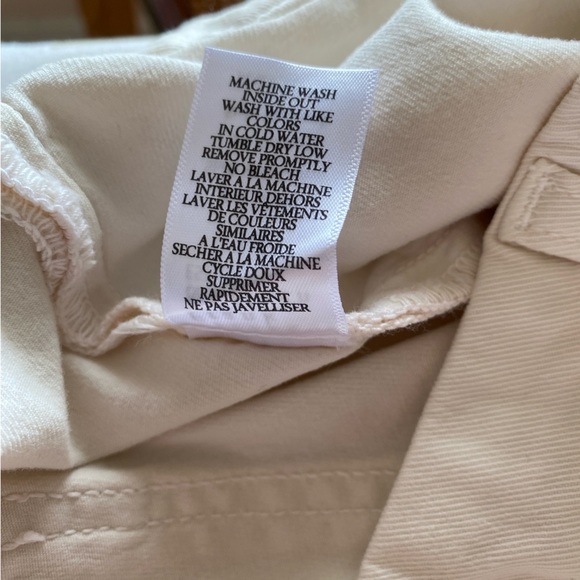 MACHINE WASH
INSIDE OUT
WASH WITH LIKE
COLORS
IN COLD WATER
TUMBLE DRY LOW
REMOVE PROMPTLY
NO BLEACH
LAVER A LA MACHINE
INTERIEUR DEHORS
LAVER LES VÊTEMENTS
DE COULEURS
SIMILAIRES
A L'EAU FROIDE
SECHER A LA MACHINE
CYCLE DOUX
SUPPRIMER
RAPIDEMENT
NE PAS JAVELLISER